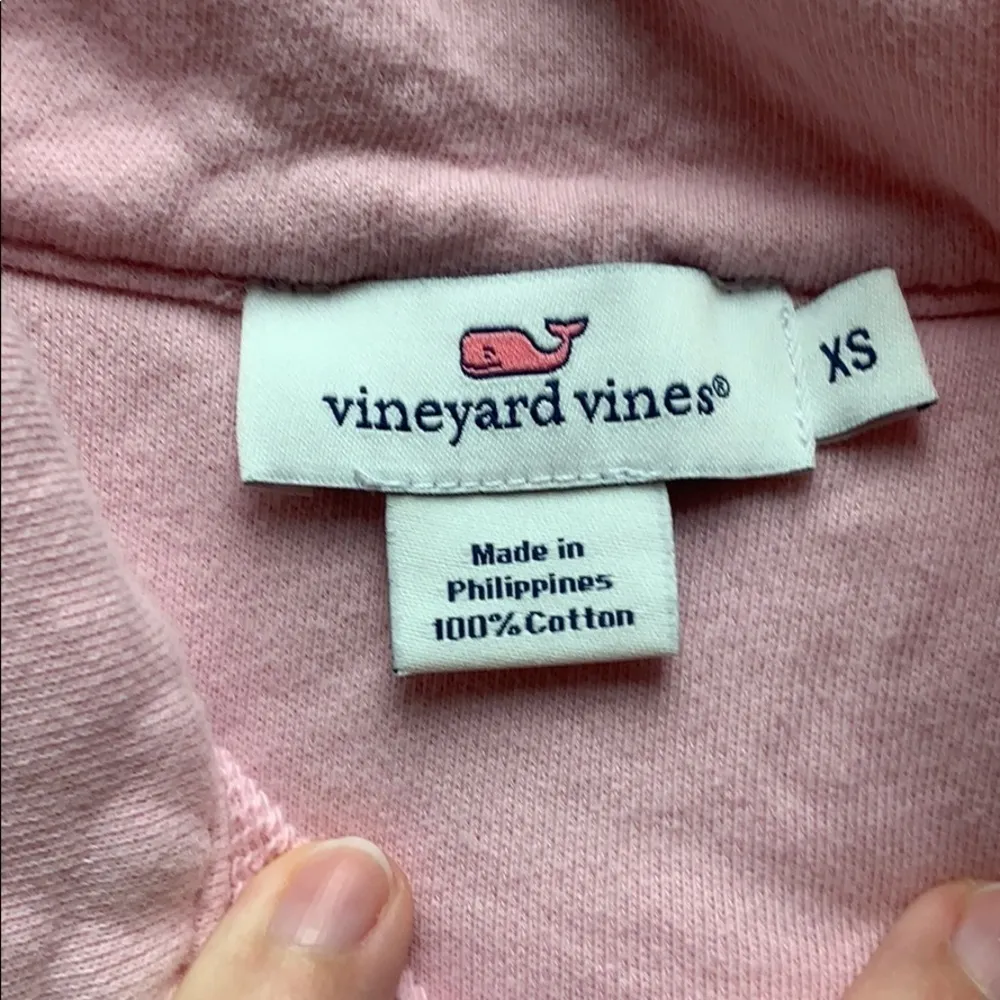 vineyard vines®
XS
Made in
Philippines
100% Cotton